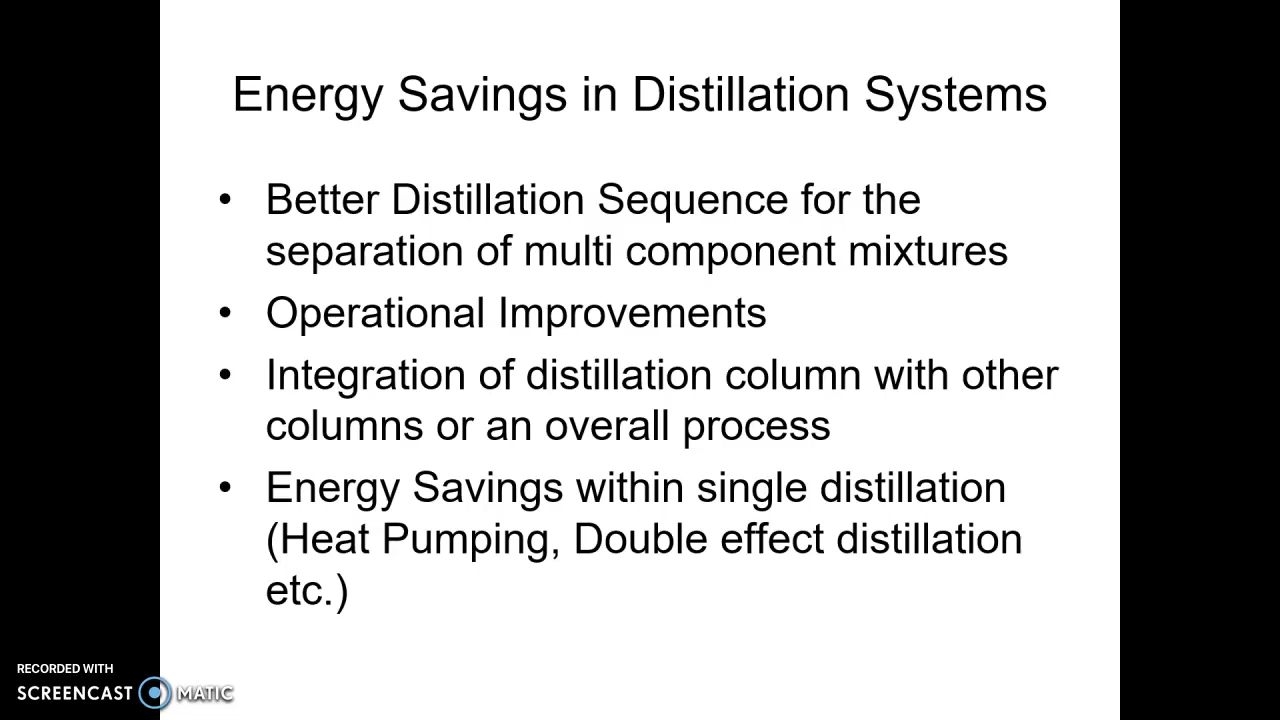 Energy Savings in Distillation Systems
• Better Distillation Sequence for the
separation of multi component mixtures
• Operational Improvements
• Integration of distillation column with other
columns or an overall process
• Energy Savings within single distillation
(Heat Pumping, Double effect distillation
etc.)
RECORDED WITH
SCREENCAST MATIC